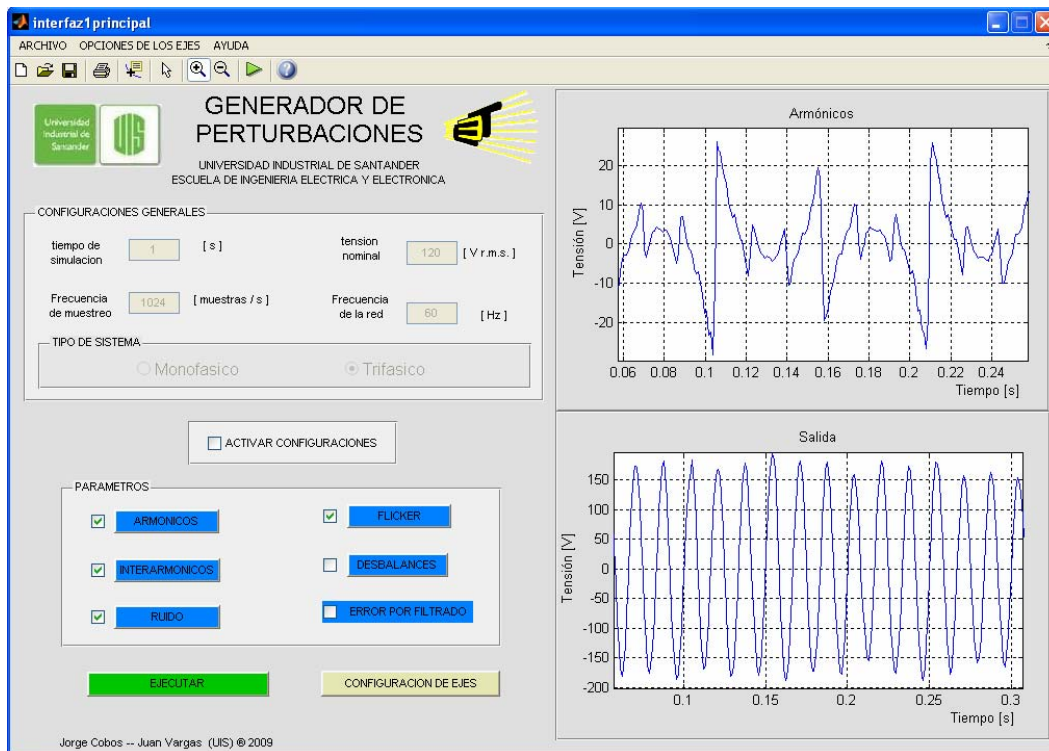 interfaz1principal
ARCHIVO OPCIONES DE LOS EJES AYUDA
Universidad
Industrial de
Santander
UIS
GENERADOR DE
PERTURBACIONES
UNIVERSIDAD INDUSTRIAL DE SANTANDER
ESCUELA DE INGENIERIA ELECTRICA Y ELECTRONICA
CONFIGURACIONES GENERALES
tiempo de
simulacion
1
[ s ]
tension
nominal
120
[ V r.m.s. ]
Frecuencia
de muestreo
1024
[ muestras / s ]
Frecuencia
de la red
60
[ Hz ]
TIPO DE SISTEMA
Monofasico
Trifasico
ACTIVAR CONFIGURACIONES
PARAMETROS
ARMONICOS
FLICKER
INTERARMONICOS
DESBALANCES
RUIDO
ERROR POR FILTRADO
EJECUTAR
CONFIGURACION DE EJES
Jorge Cobos -- Juan Vargas (UIS) ® 2009
Armónicos
Tensión [V]
20
10
0
-10
-20
0.06 0.08 0.1 0.12 0.14 0.16 0.18 0.2 0.22 0.24
Tiempo [s]
Salida
Tensión [V]
150
100
50
0
-50
-100
-150
-200
0.1 0.15 0.2 0.25 0.3
Tiempo [s]